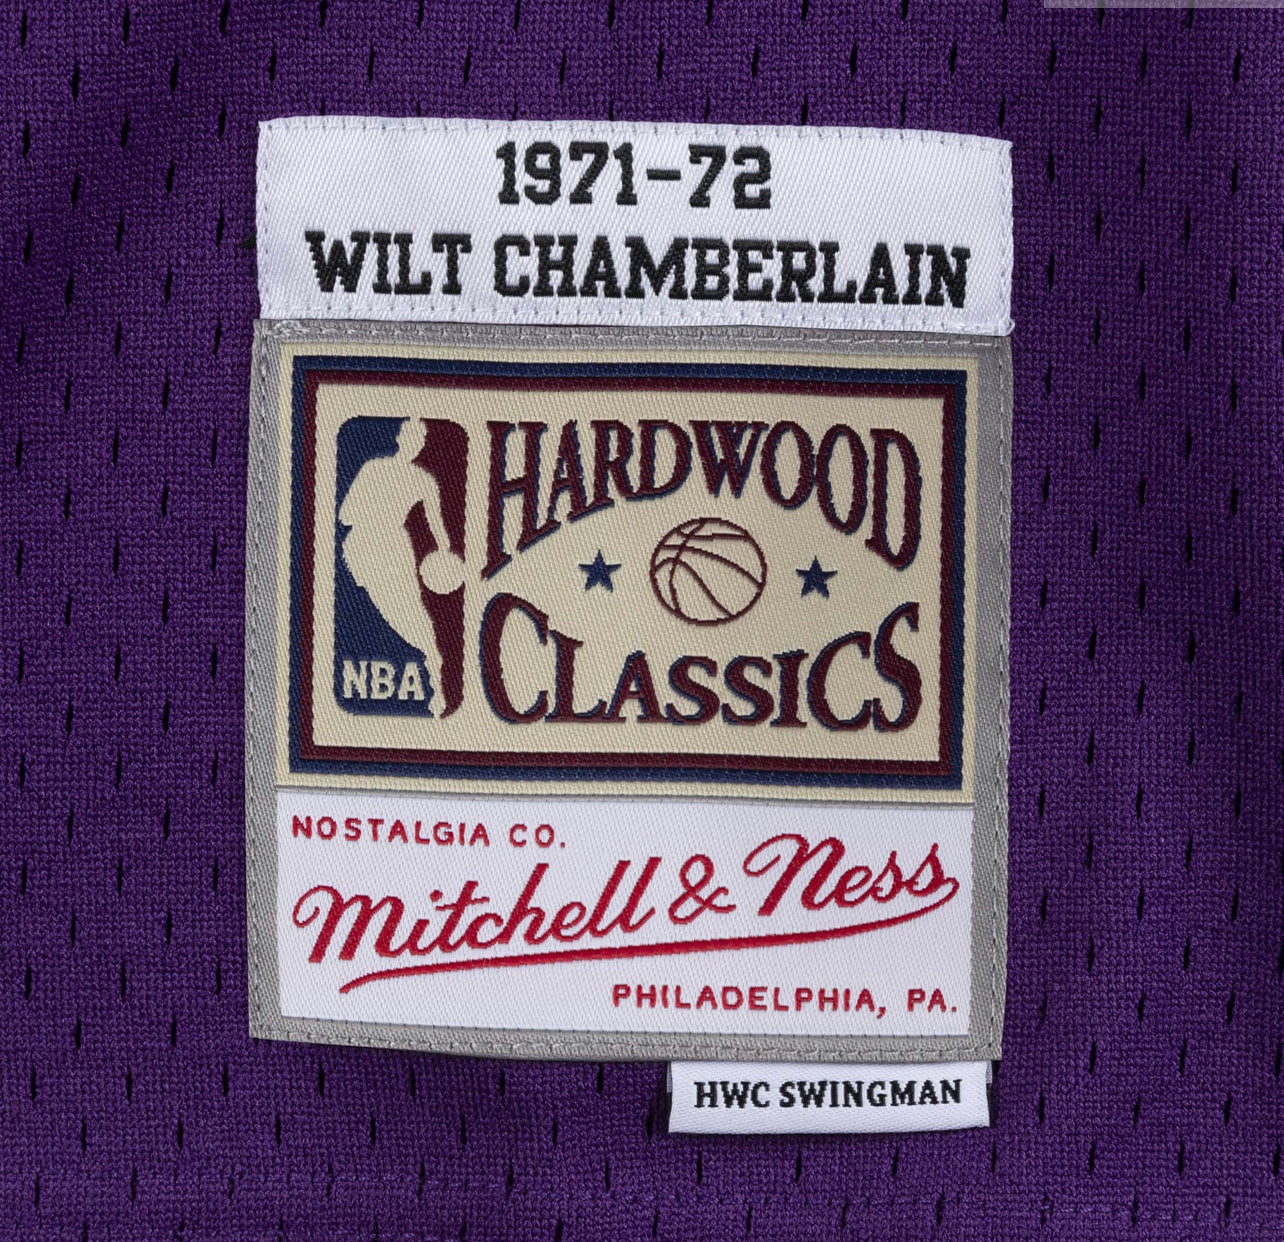 1971-72
WILT CHAMBERLAIN
HARDWOOD
CLASSICS
NBA
NOSTALGIA CO.
Mitchell & Ness
PHILADELPHIA, PA.
HWC SWINGMAN